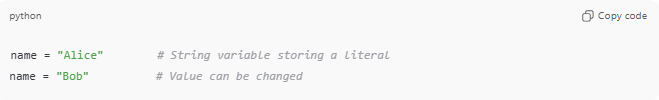 python
Copy code
name = "Alice"        # String variable storing a literal
name = "Bob"          # Value can be changed